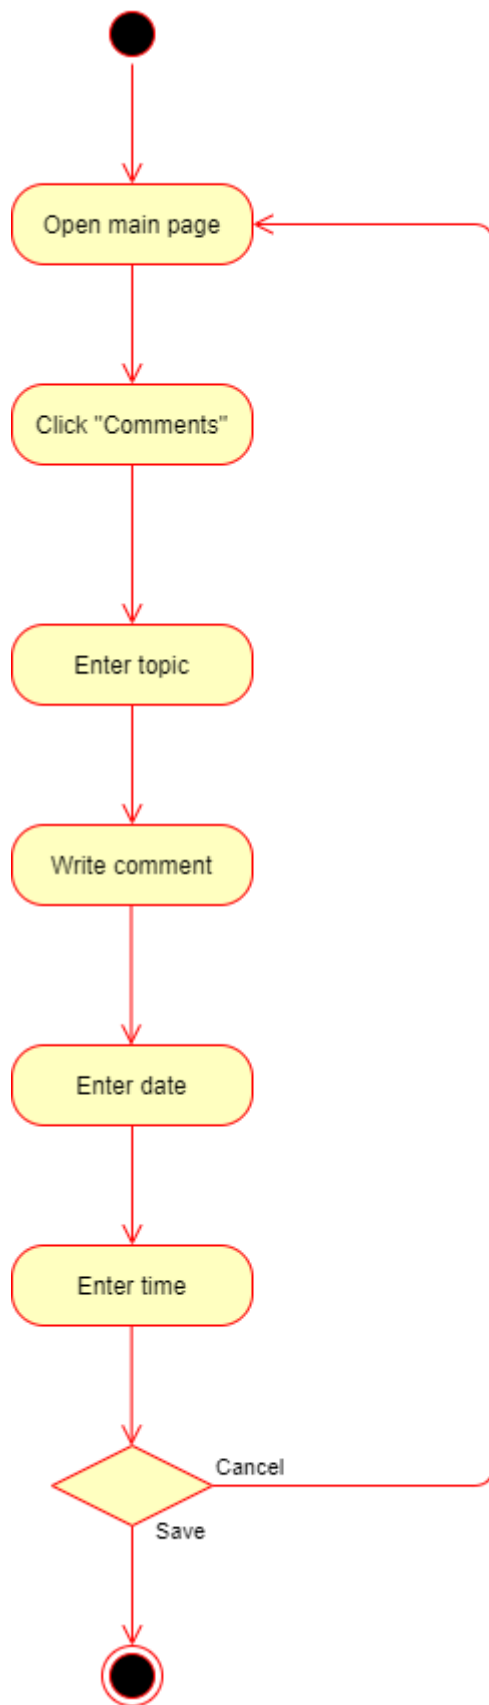 Open main page
Click "Comments"
Enter topic
Write comment
Enter date
Enter time
Cancel
Save